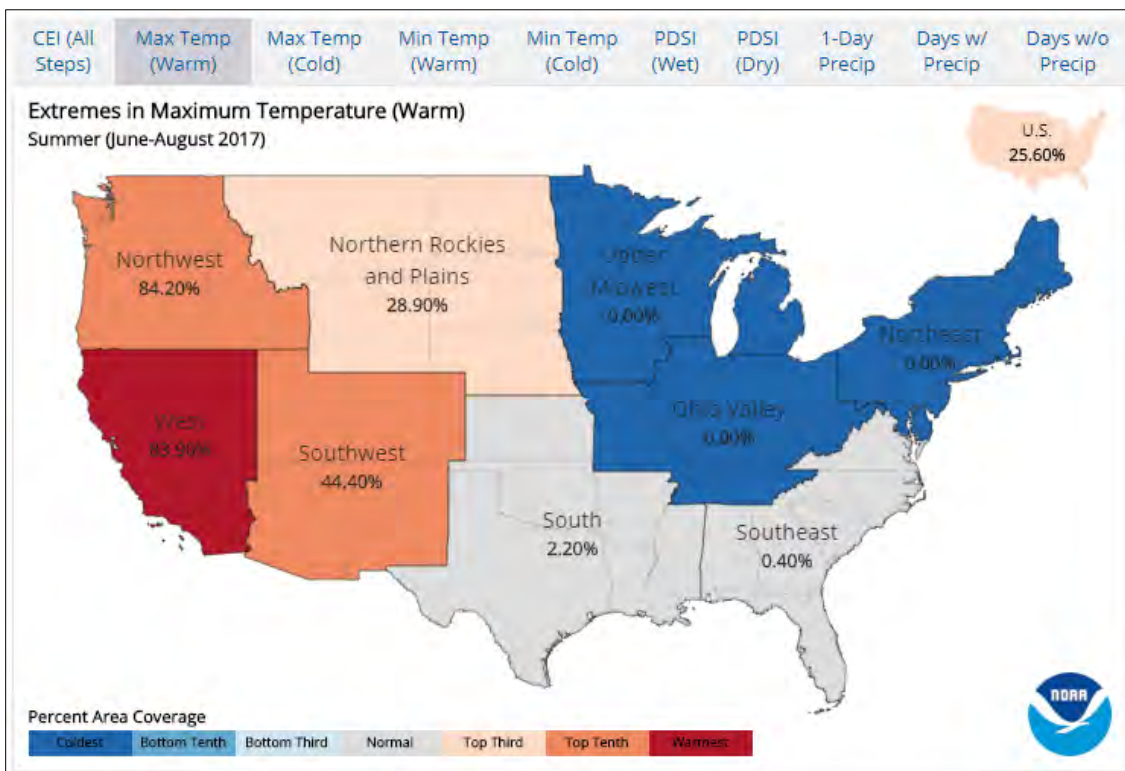 CEI (All Steps)
Max Temp (Warm)
Max Temp (Cold)
Min Temp (Warm)
Min Temp (Cold)
PDSI (Wet)
PDSI (Dry)
1-Day Precip
Days w/ Precip
Days w/o Precip
Extremes in Maximum Temperature (Warm)
Summer (June-August 2017)
U.S.
25.60%
Northwest
84.20%
Northern Rockies
and Plains
28.90%
Upper
Midwest
0.00%
Northeast
0.00%
West
83.90%
Southwest
44.40%
Ohio Valley
0.00%
South
2.20%
Southeast
0.40%
Percent Area Coverage
Coldest
Bottom Tenth
Bottom Third
Normal
Top Third
Top Tenth
Warmest
NOAA